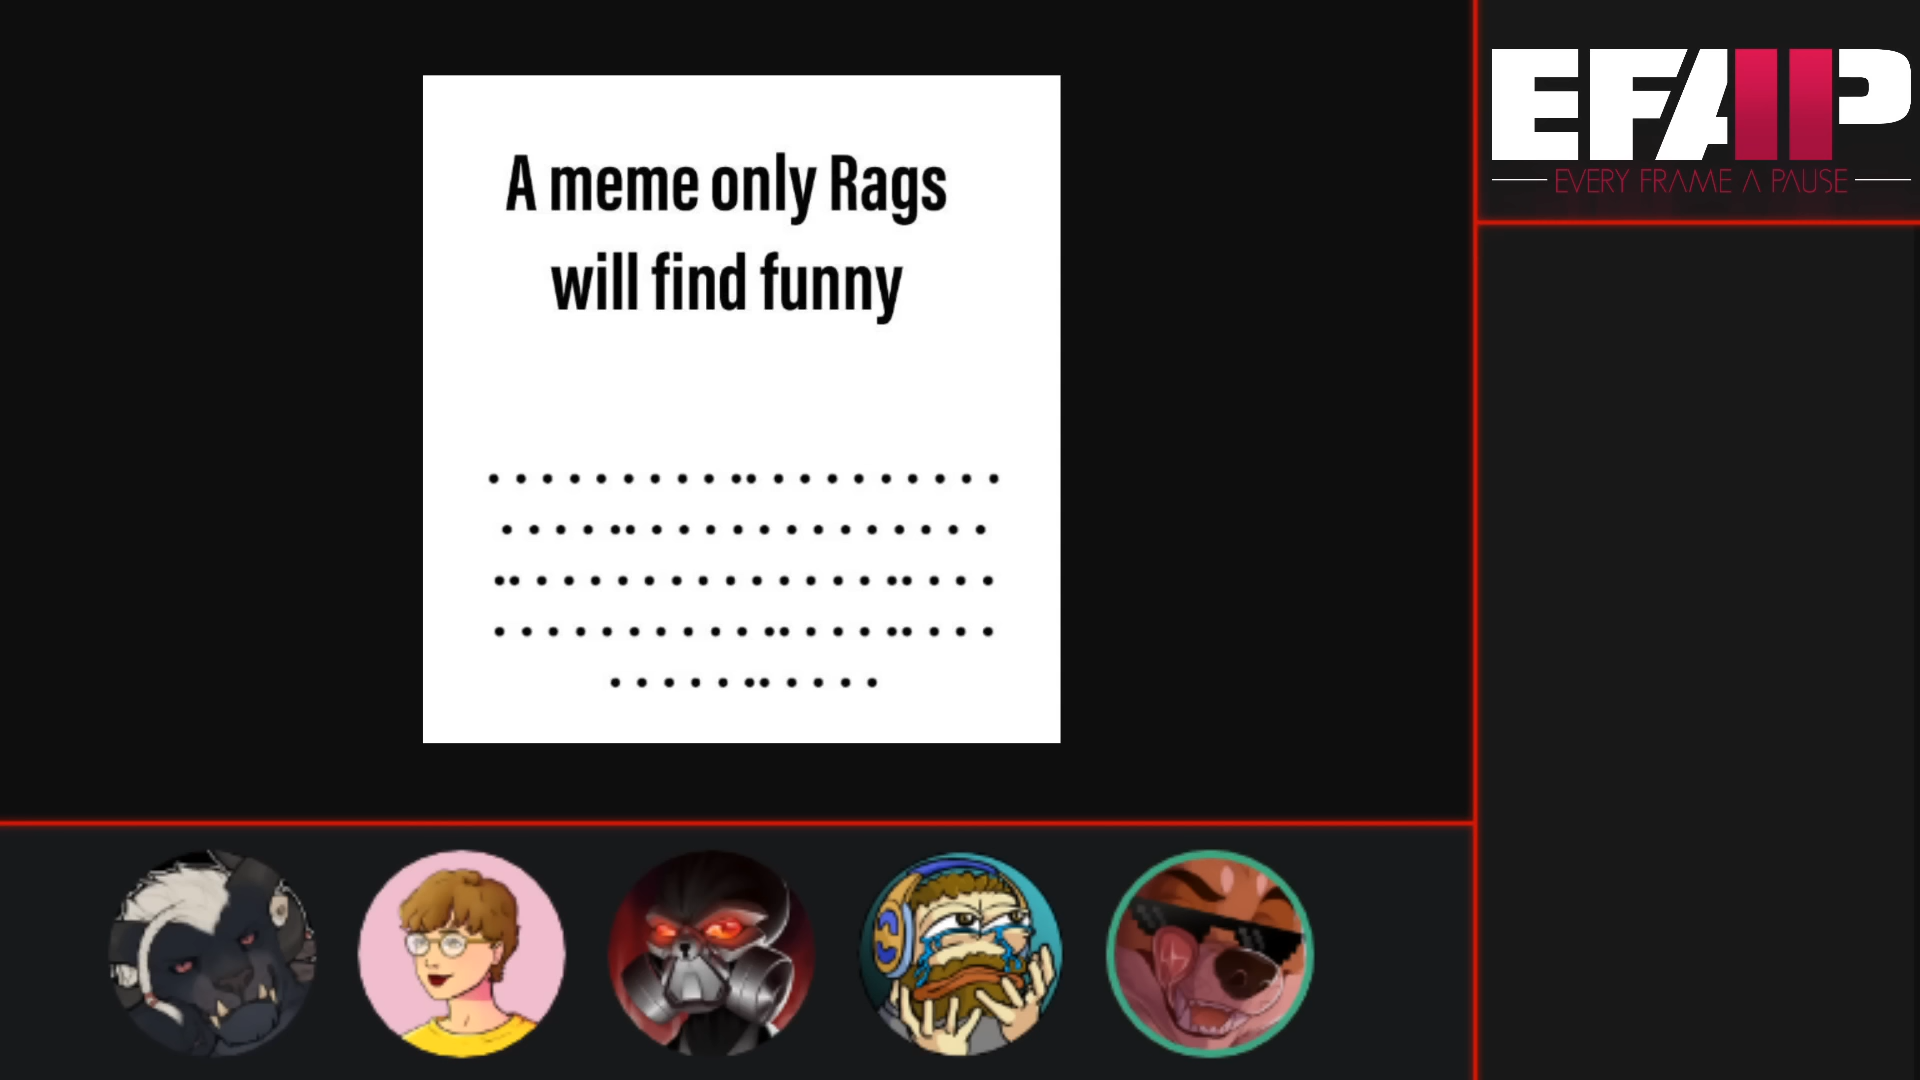 A meme only Rags
will find funny
. . . . . . . . . .. . . . . . . . . .
. . . . .. . . . . . . . . . . . . .
.. . . . . . . . . . . . . . .. . . .
. . . . . . . . . . .. . . . .. . . .
. . . . . .. . . . .
EFAP
EVERY FRAME A PAUSE